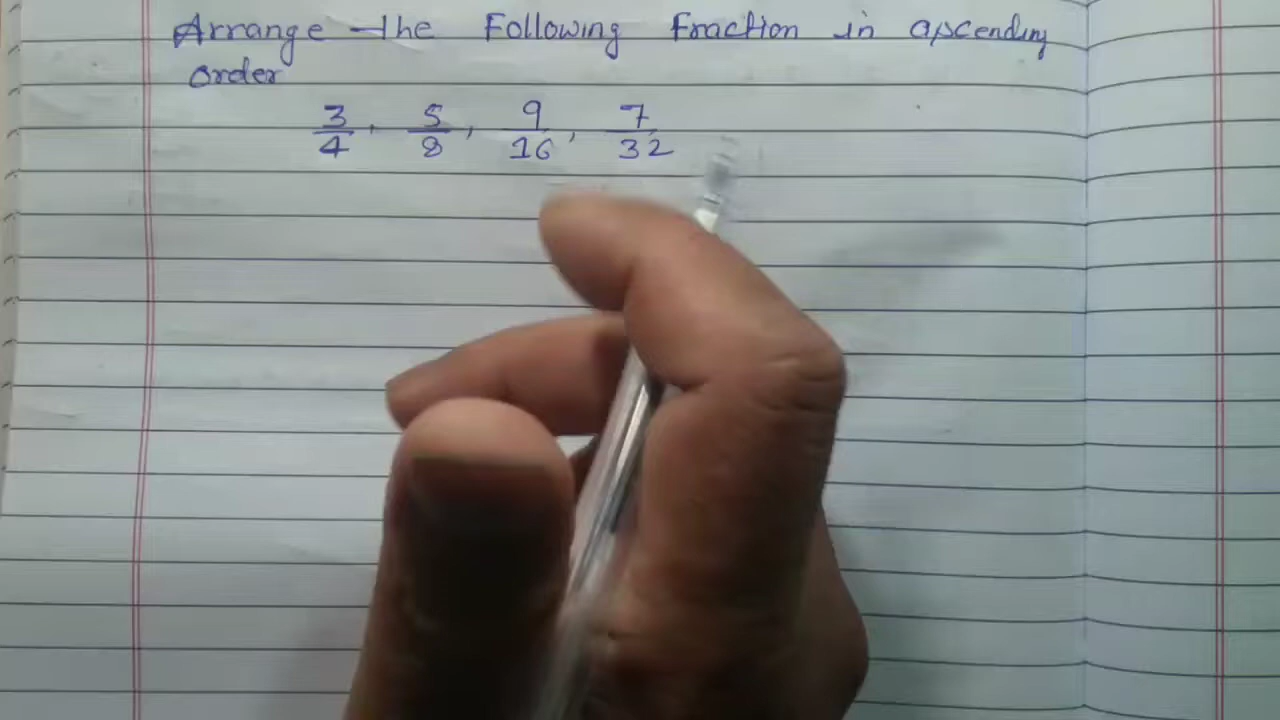 Arrange the Following fraction in ascending
order
3/4, 5/8, 9/16, 7/32